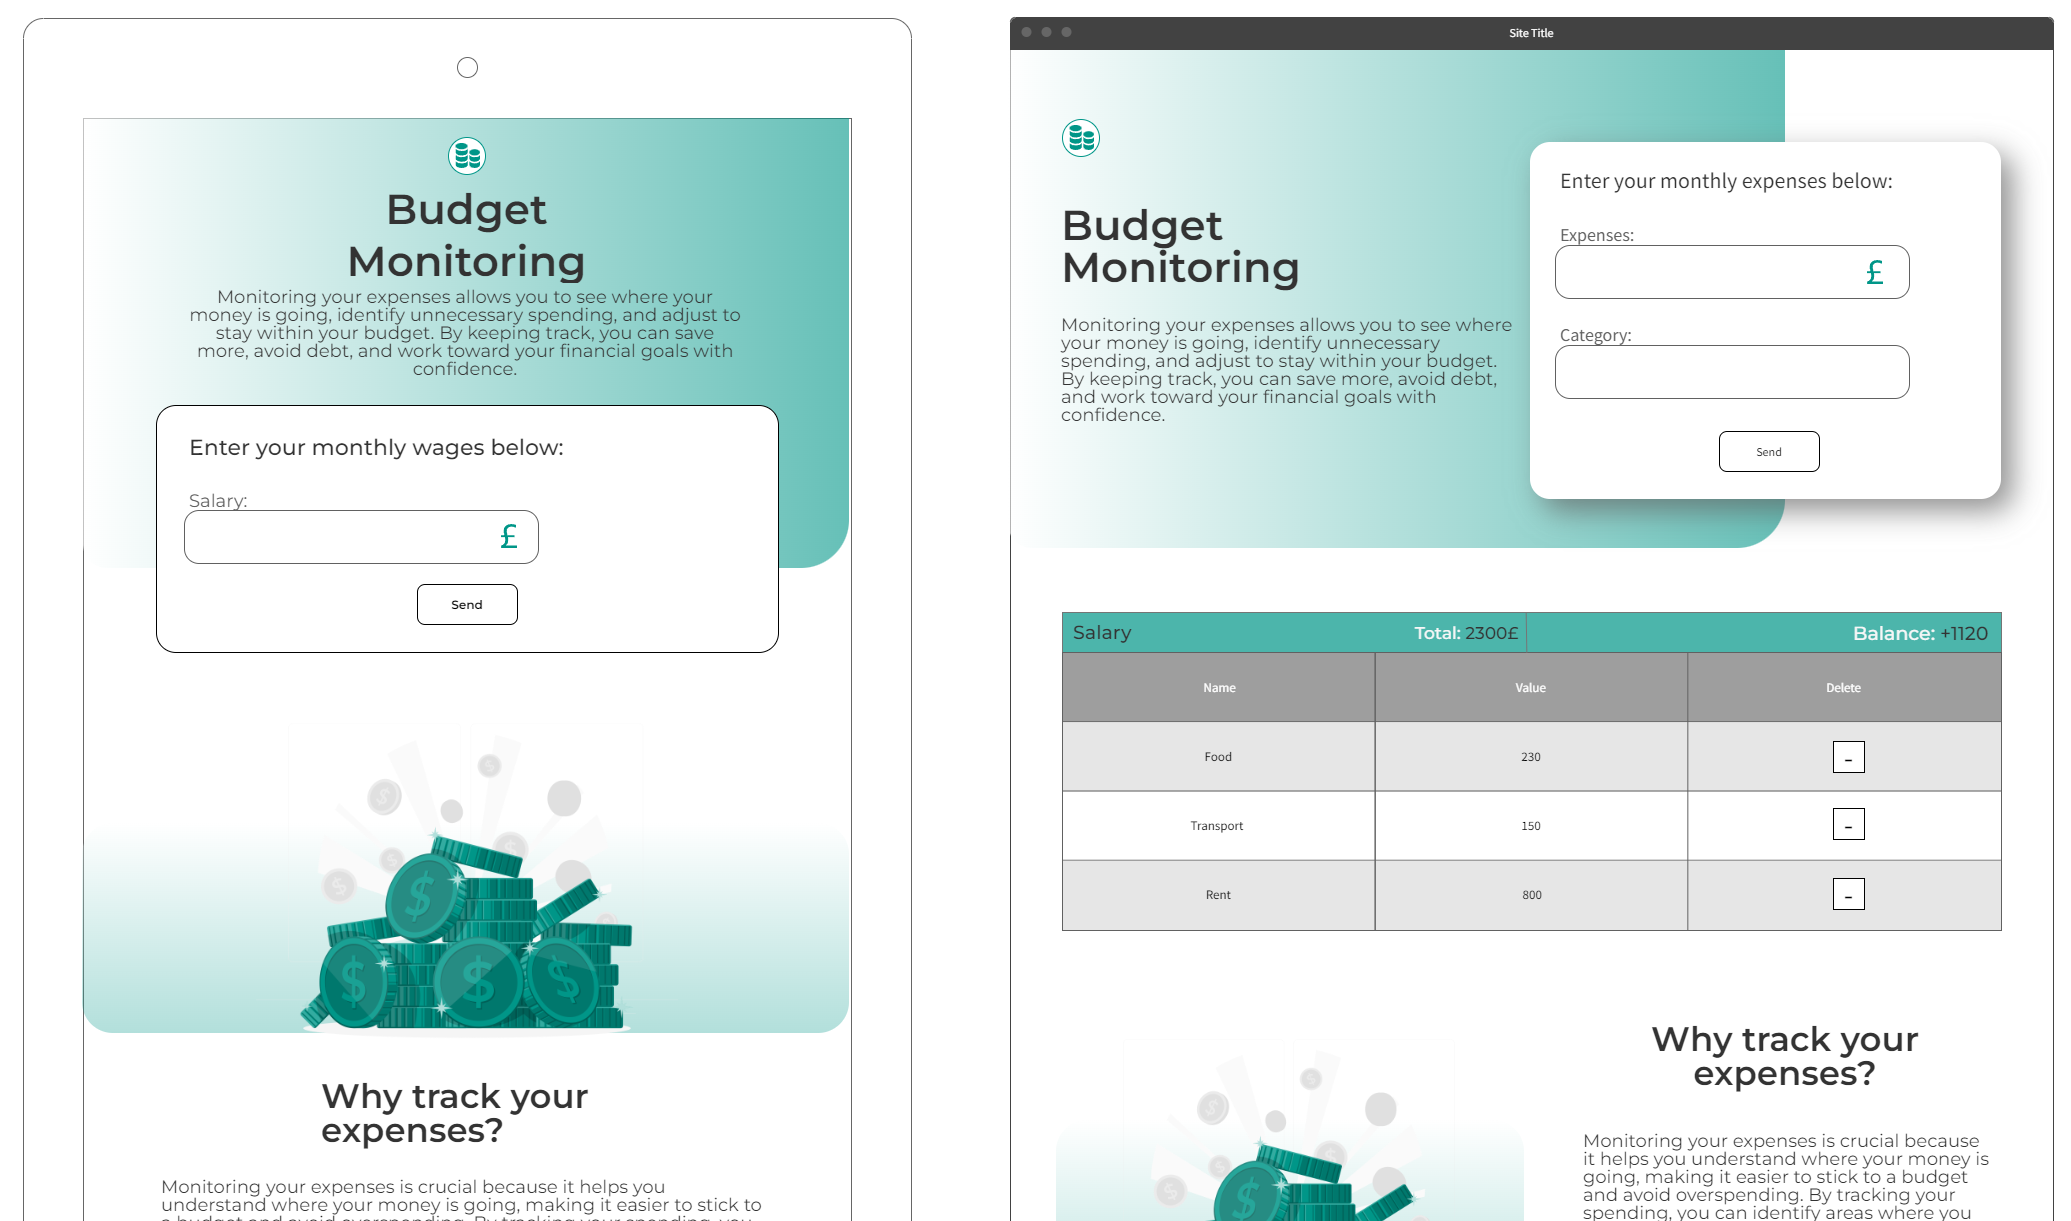 Budget
Monitoring
Monitoring your expenses allows you to see where your
money is going, identify unnecessary spending, and adjust to
stay within your budget. By keeping track, you can save
more, avoid debt, and work toward your financial goals with
confidence.
Enter your monthly wages below:
Salary:
£
Send
$
$
$
$
$
$
$
$
$
Why track your
expenses?
Monitoring your expenses is crucial because it helps you
understand where your money is going, making it easier to stick to
a budget and avoid overspending. By tracking your spending, you
Site Title
Budget
Monitoring
Monitoring your expenses allows you to see where
your money is going, identify unnecessary
spending, and adjust to stay within your budget.
By keeping track, you can save more, avoid debt,
and work toward your financial goals with
confidence.
Enter your monthly expenses below:
Expenses:
£
Category:
Send
Salary Total: 2300£ Balance: +1120
Name Value Delete
Food 230 -
Transport 150 -
Rent 800 -
$
$
$
$
$
Why track your
expenses?
Monitoring your expenses is crucial because
it helps you understand where your money is
going, making it easier to stick to a budget
and avoid overspending. By tracking your
spending, you can identify areas where you